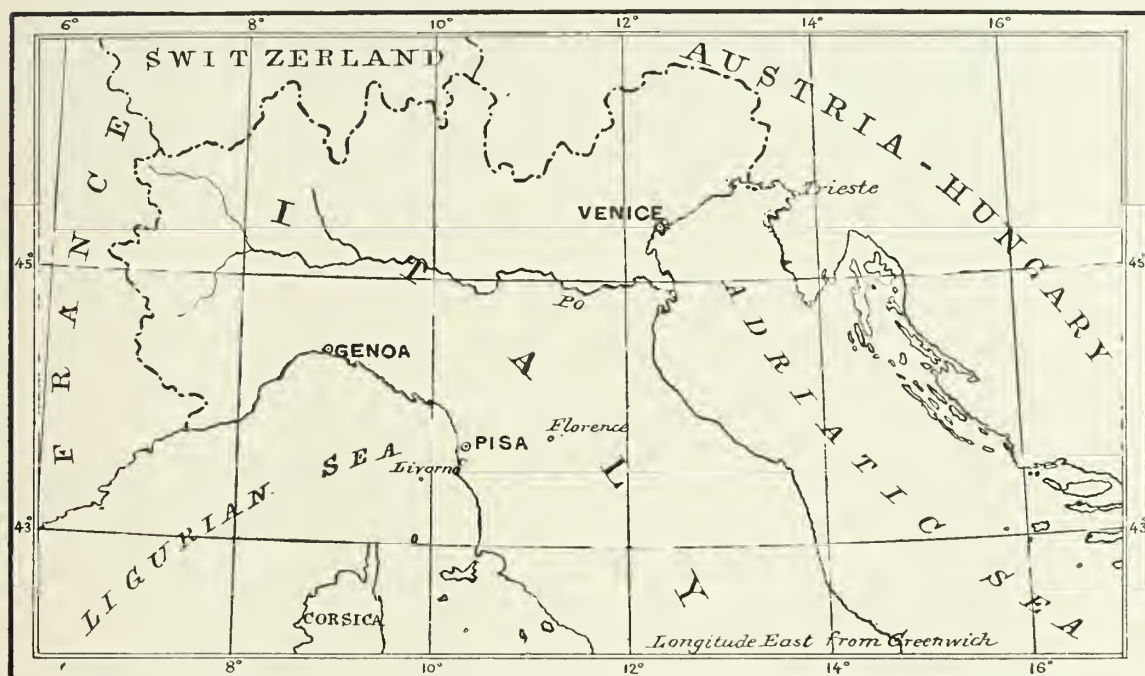 6° 8° 10° 12° 14° 16°
SWITZERLAND
AUSTRIA-HUNGARY
FRANCE
ITALY
Trieste
VENICE
45° 45°
Po
ADRIATIC SEA
GENOA
Florence
PISA
Livorno
LIGURIAN SEA
43° 43°
CORSICA
Longitude East from Greenwich
8° 10° 12° 14° 16°